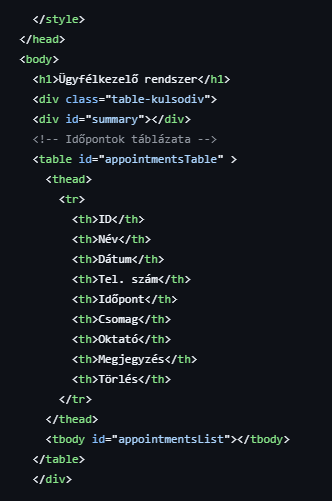 </style>
</head>
<body>
<h1>Ügyfélkezelő rendszer</h1>
<div class="table-kulsodiv">
<div id="summary"></div>
<!-- Időpontok táblázata -->
<table id="appointmentsTable" >
<thead>
<tr>
<th>ID</th>
<th>Név</th>
<th>Dátum</th>
<th>Tel. szám</th>
<th>Időpont</th>
<th>Csomag</th>
<th>Oktató</th>
<th>Megjegyzés</th>
<th>Törlés</th>
</tr>
</thead>
<tbody id="appointmentsList"></tbody>
</table>
</div>